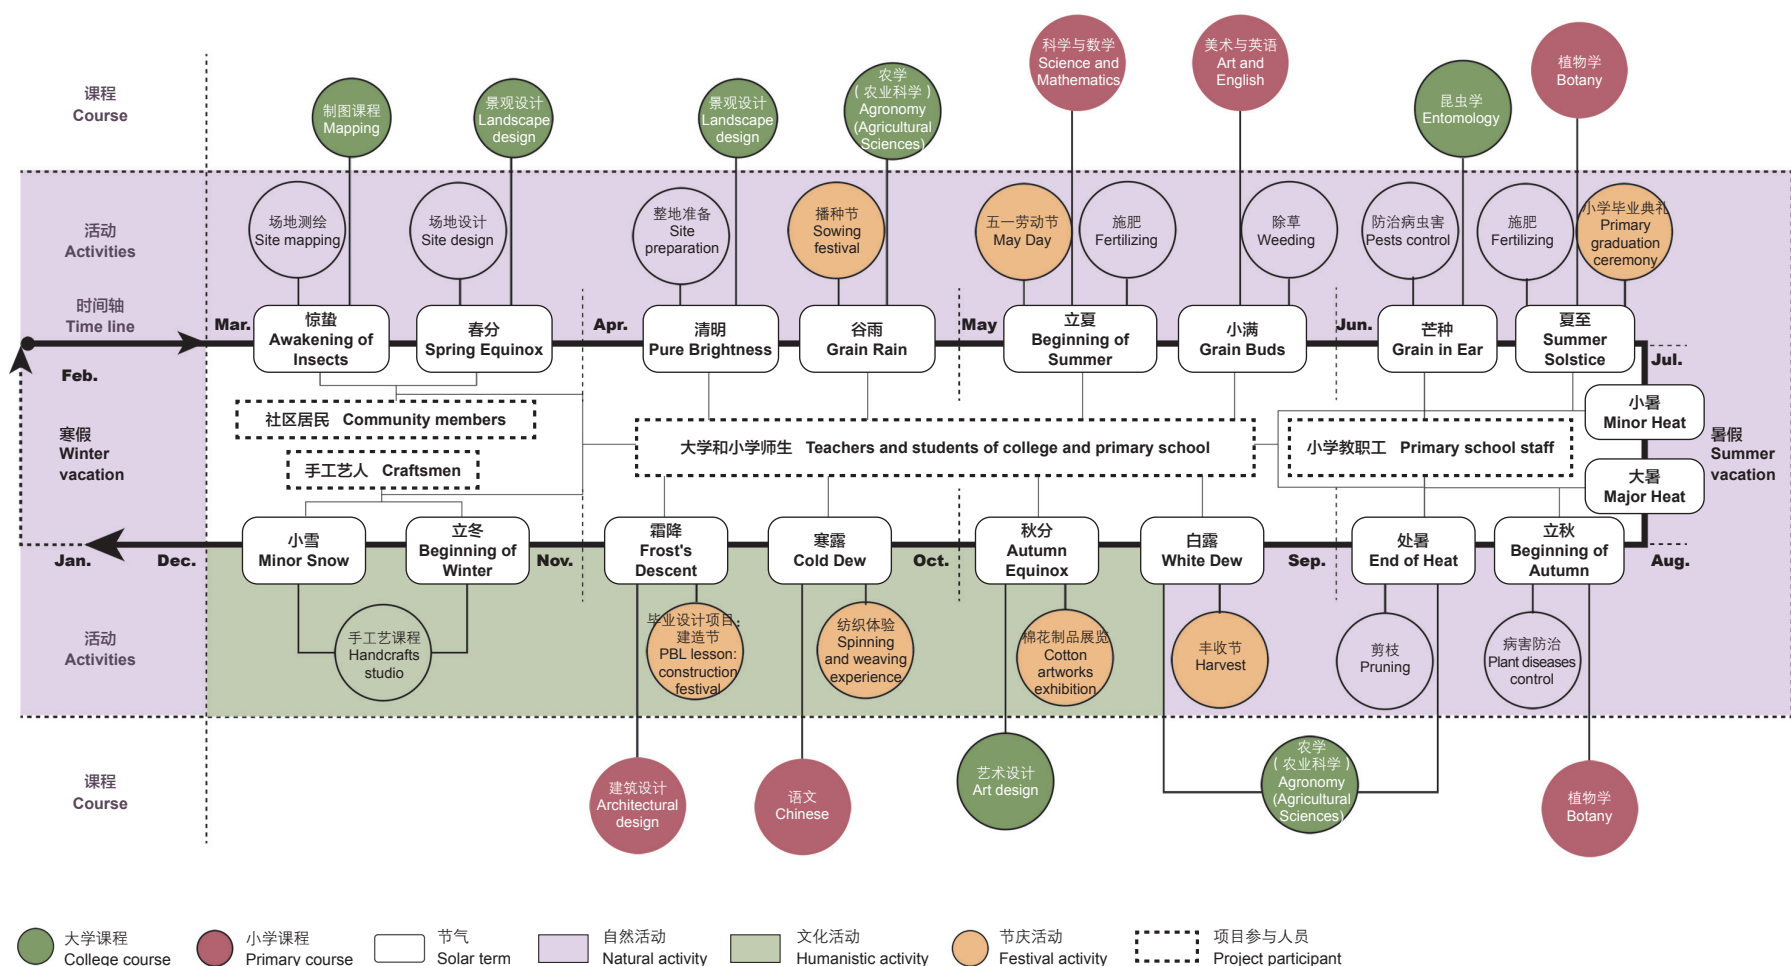 课程
Course
制图课程
Mapping
景观设计
Landscape
design
景观设计
Landscape
design
农学
(农业科学)
Agronomy
(Agricultural
Sciences)
科学与数学
Science and
Mathematics
美术与英语
Art and
English
昆虫学
Entomology
植物学
Botany
活动
Activities
场地测绘
Site mapping
场地设计
Site design
整地准备
Site
preparation
播种节
Sowing
festival
五一劳动节
May Day
施肥
Fertilizing
除草
Weeding
防治病虫害
Pests control
施肥
Fertilizing
小学毕业典礼
Primary
graduation
ceremony
时间轴
Time line
Feb.
Mar.
惊蛰
Awakening of
Insects
春分
Spring Equinox
Apr.
清明
Pure Brightness
谷雨
Grain Rain
May
立夏
Beginning of
Summer
小满
Grain Buds
Jun.
芒种
Grain in Ear
夏至
Summer
Solstice
Jul.
寒假
Winter
vacation
社区居民 Community members
手工艺人 Craftsmen
大学和小学师生 Teachers and students of college and primary school
小学教职工 Primary school staff
小暑
Minor Heat
大暑
Major Heat
暑假
Summer
vacation
Jan.
Dec.
小雪
Minor Snow
立冬
Beginning of
Winter
Nov.
霜降
Frost's
Descent
寒露
Cold Dew
Oct.
秋分
Autumn
Equinox
白露
White Dew
Sep.
处暑
End of Heat
立秋
Beginning of
Autumn
Aug.
活动
Activities
手工艺课程
Handcrafts
studio
毕业设计项目:
建造节
PBL lesson:
construction
festival
纺织体验
Spinning
and weaving
experience
棉花制品展览
Cotton
artworks
exhibition
丰收节
Harvest
剪枝
Pruning
病害防治
Plant diseases
control
课程
Course
建筑设计
Architectural
design
语文
Chinese
艺术设计
Art design
农学
(农业科学)
Agronomy
(Agricultural
Sciences)
植物学
Botany
大学课程
College course
小学课程
Primary course
节气
Solar term
自然活动
Natural activity
文化活动
Humanistic activity
节庆活动
Festival activity
项目参与人员
Project participant